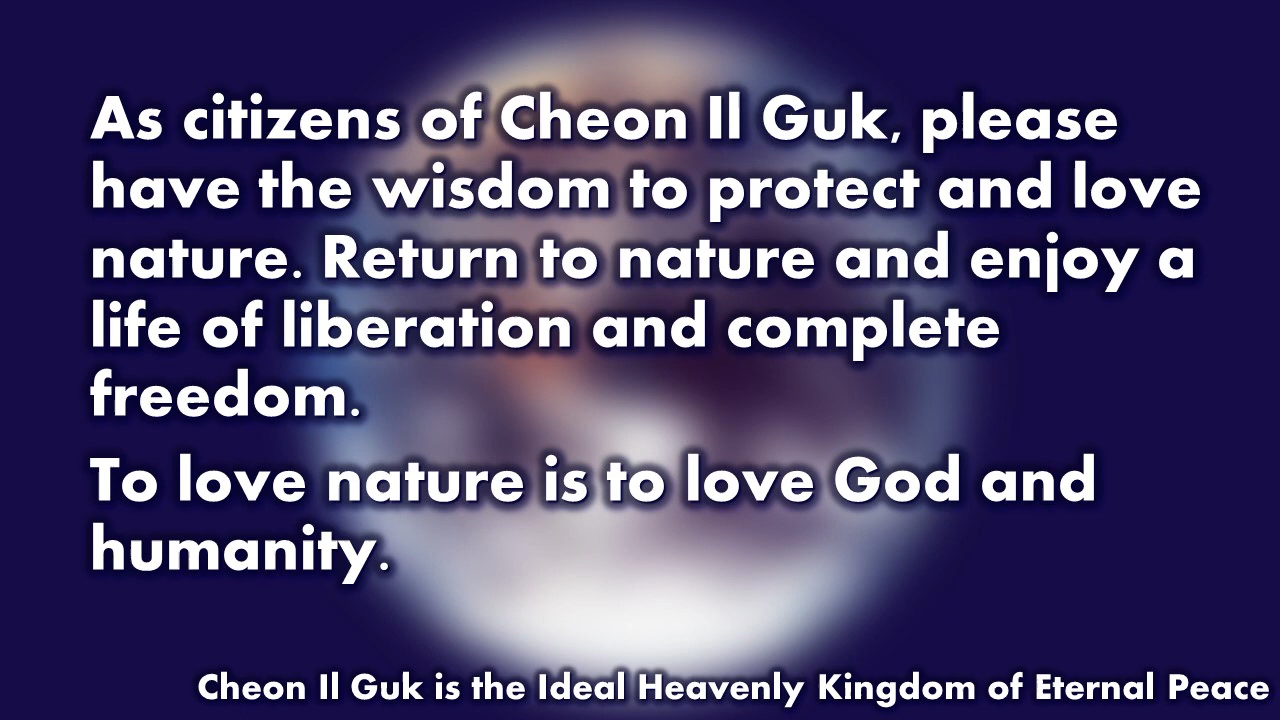 As citizens of Cheon Il Guk, please
have the wisdom to protect and love
nature. Return to nature and enjoy a
life of liberation and complete
freedom.
To love nature is to love God and
humanity.
Cheon Il Guk is the Ideal Heavenly Kingdom of Eternal Peace